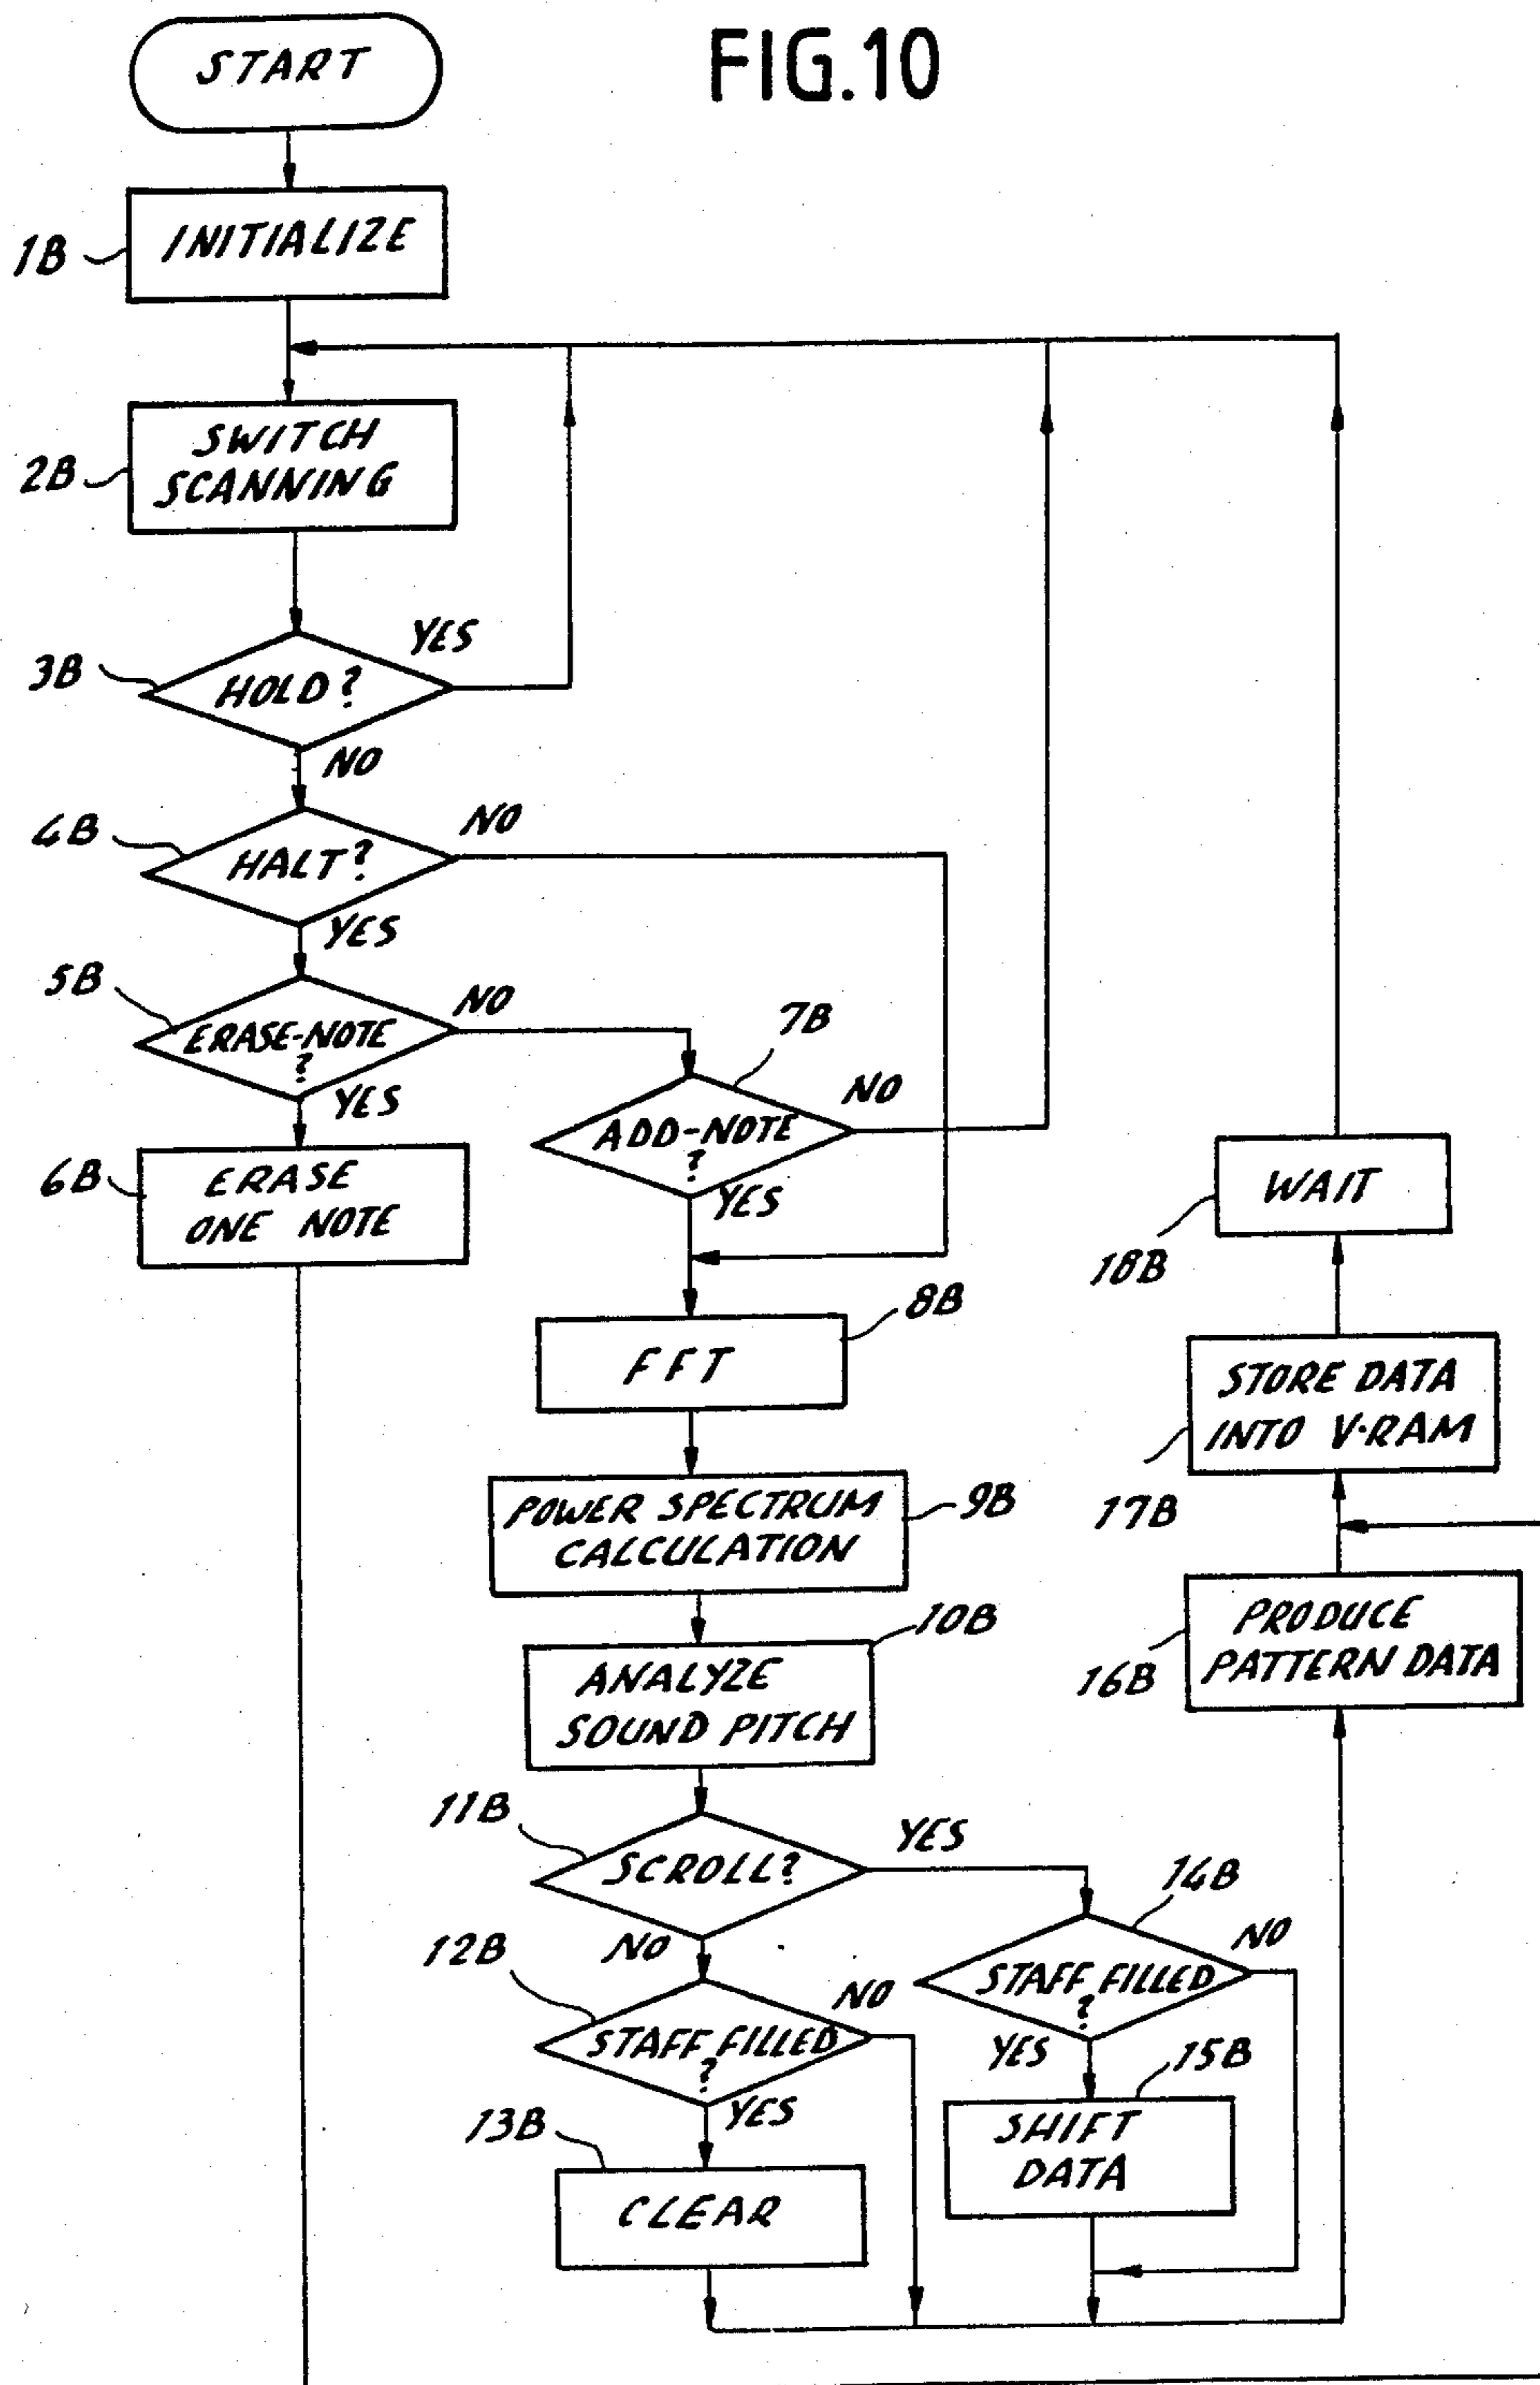 FIG.10
START
1B
INITIALIZE
2B
SWITCH
SCANNING
3B
HOLD?
YES
NO
4B
HALT?
NO
YES
5B
ERASE-NOTE
?
NO
YES
6B
ERASE
ONE NOTE
7B
ADD-NOTE
?
NO
YES
8B
FFT
9B
POWER SPECTRUM
CALCULATION
10B
ANALYZE
SOUND PITCH
11B
SCROLL?
YES
NO
12B
STAFF FILLED
?
NO
YES
13B
CLEAR
14B
STAFF FILLED
?
NO
YES
15B
SHIFT
DATA
16B
PRODUCE
PATTERN DATA
17B
STORE DATA
INTO V·RAM
18B
WAIT